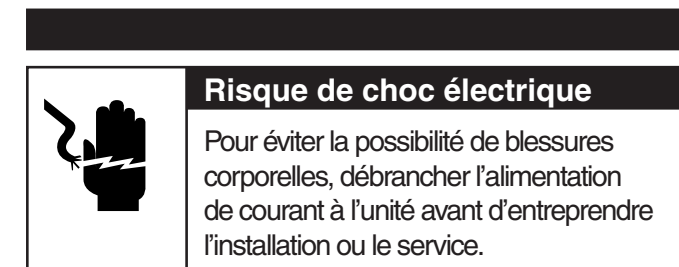 Risque de choc électrique
Pour éviter la possibilité de blessures
corporelles, débrancher l’alimentation
de courant à l’unité avant d’entreprendre
l’installation ou le service.